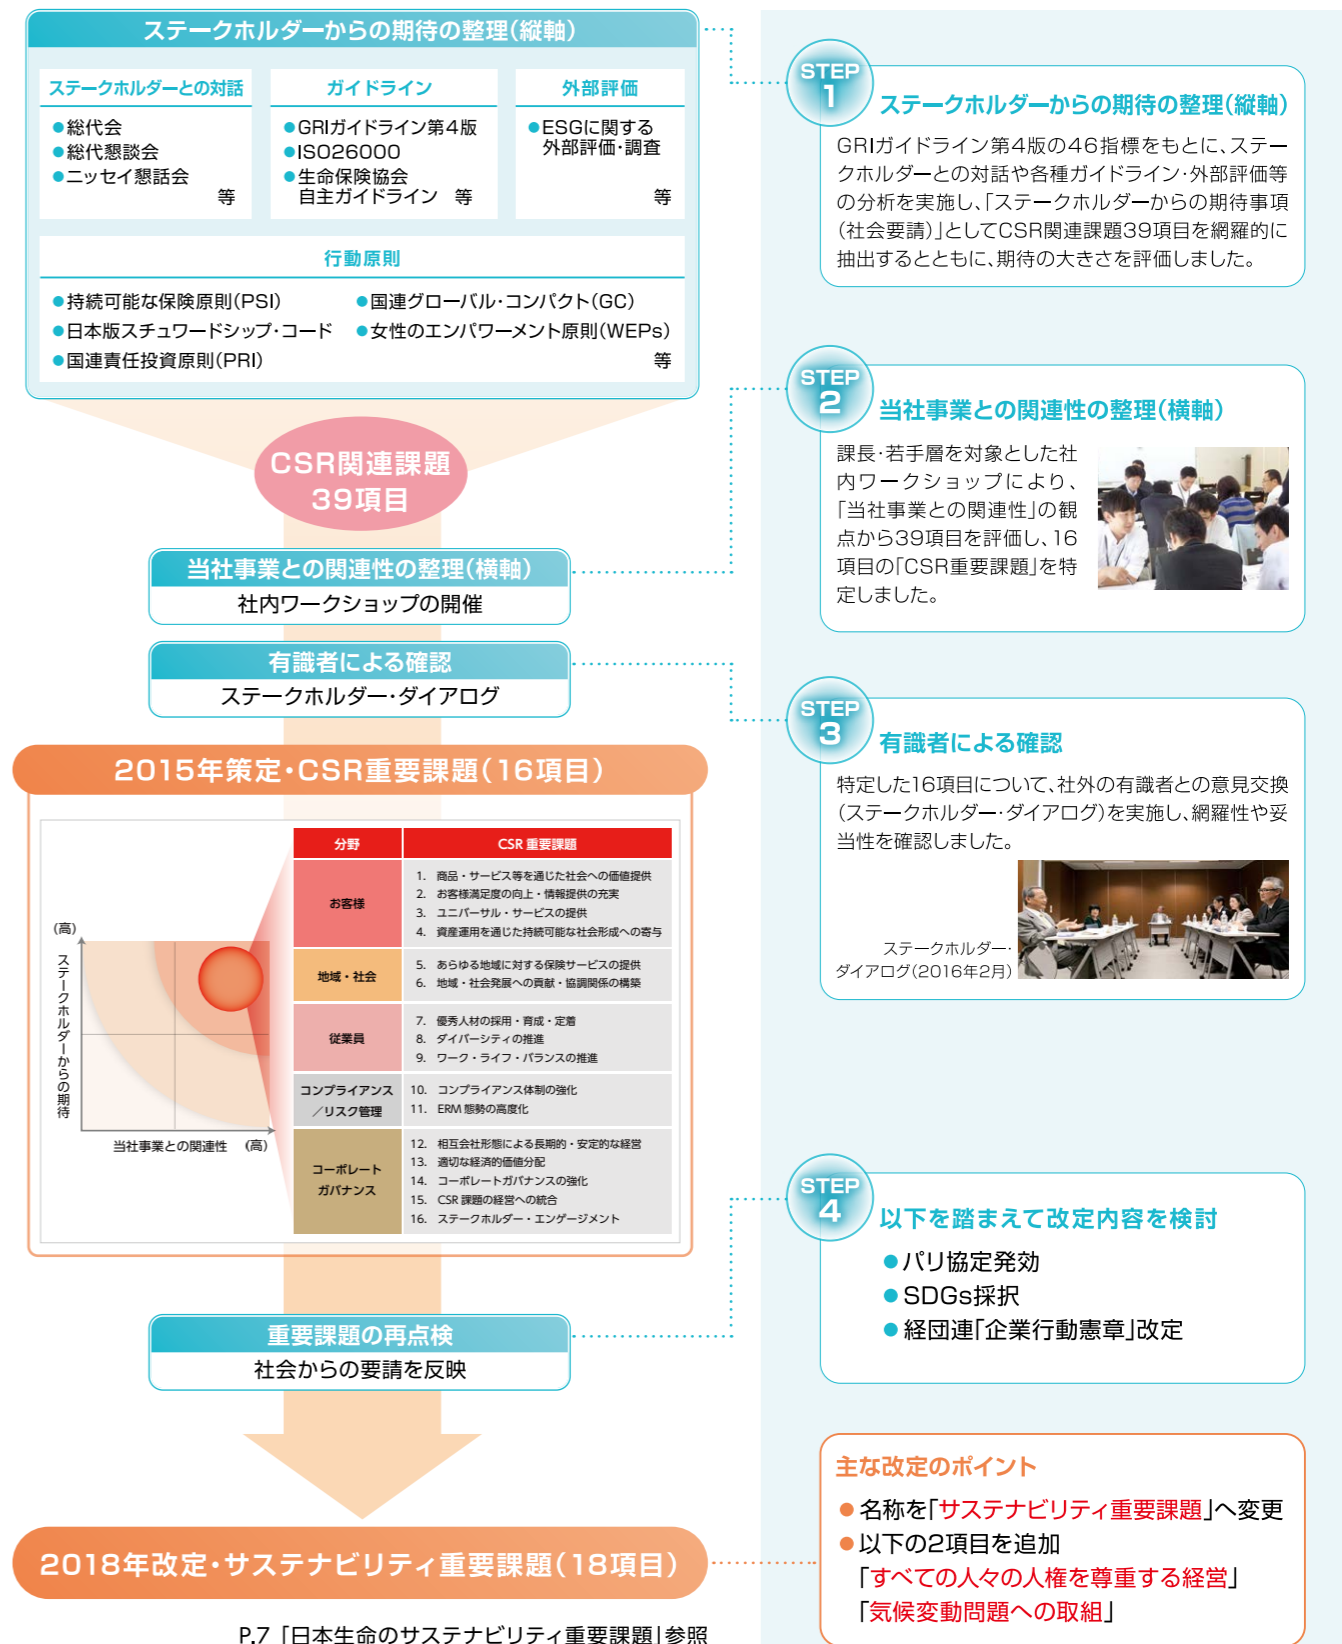 ステークホルダーからの期待の整理(縦軸)
ステークホルダーとの対話
●総代会
●総代懇談会
●ニッセイ懇話会
等
ガイドライン
●GRIガイドライン第4版
●ISO26000
●生命保険協会
自主ガイドライン 等
外部評価
●ESGに関する
外部評価・調査
等
行動原則
●持続可能な保険原則(PSI)
●日本版スチュワードシップ・コード
●国連責任投資原則(PRI)
●国連グローバル・コンパクト(GC)
●女性のエンパワーメント原則(WEPs)
等
CSR関連課題
39項目
当社事業との関連性の整理(横軸)
社内ワークショップの開催
有識者による確認
ステークホルダー・ダイアログ
2015年策定・CSR重要課題(16項目)
(高)
ステークホルダーからの期待
当社事業との関連性 (高)
分野 CSR 重要課題
お客様
1. 商品・サービス等を通じた社会への価値提供
2. お客様満足度の向上・情報提供の充実
3. ユニバーサル・サービスの提供
4. 資産運用を通じた持続可能な社会形成への寄与
地域・社会
5. あらゆる地域に対する保険サービスの提供
6. 地域・社会発展への貢献・協調関係の構築
従業員
7. 優秀人材の採用・育成・定着
8. ダイバーシティの推進
9. ワーク・ライフ・バランスの推進
コンプライアンス
／リスク管理
10. コンプライアンス体制の強化
11. ERM 態勢の高度化
コーポレート
ガバナンス
12. 相互会社形態による長期的・安定的な経営
13. 適切な経済的価値分配
14. コーポレートガバナンスの強化
15. CSR 課題の経営への統合
16. ステークホルダー・エンゲージメント
重要課題の再点検
社会からの要請を反映
2018年改定・サステナビリティ重要課題(18項目)
P.7 「日本生命のサステナビリティ重要課題」参照
STEP
1
ステークホルダーからの期待の整理(縦軸)
GRIガイドライン第4版の46指標をもとに、ステー
クホルダーとの対話や各種ガイドライン・外部評価等
の分析を実施し、「ステークホルダーからの期待事項
(社会要請)」としてCSR関連課題39項目を網羅的に
抽出するとともに、期待の大きさを評価しました。
STEP
2
当社事業との関連性の整理(横軸)
課長・若手層を対象とした社
内ワークショップにより、
「当社事業との関連性」の観
点から39項目を評価し、16
項目の「CSR重要課題」を特
定しました。
STEP
3
有識者による確認
特定した16項目について、社外の有識者との意見交換
(ステークホルダー・ダイアログ)を実施し、網羅性や妥
当性を確認しました。
ステークホルダー・
ダイアログ(2016年2月)
STEP
4
以下を踏まえて改定内容を検討
●パリ協定発効
●SDGs採択
●経団連「企業行動憲章」改定
主な改定のポイント
●名称を「サステナビリティ重要課題」へ変更
●以下の2項目を追加
「すべての人々の人権を尊重する経営」
「気候変動問題への取組」